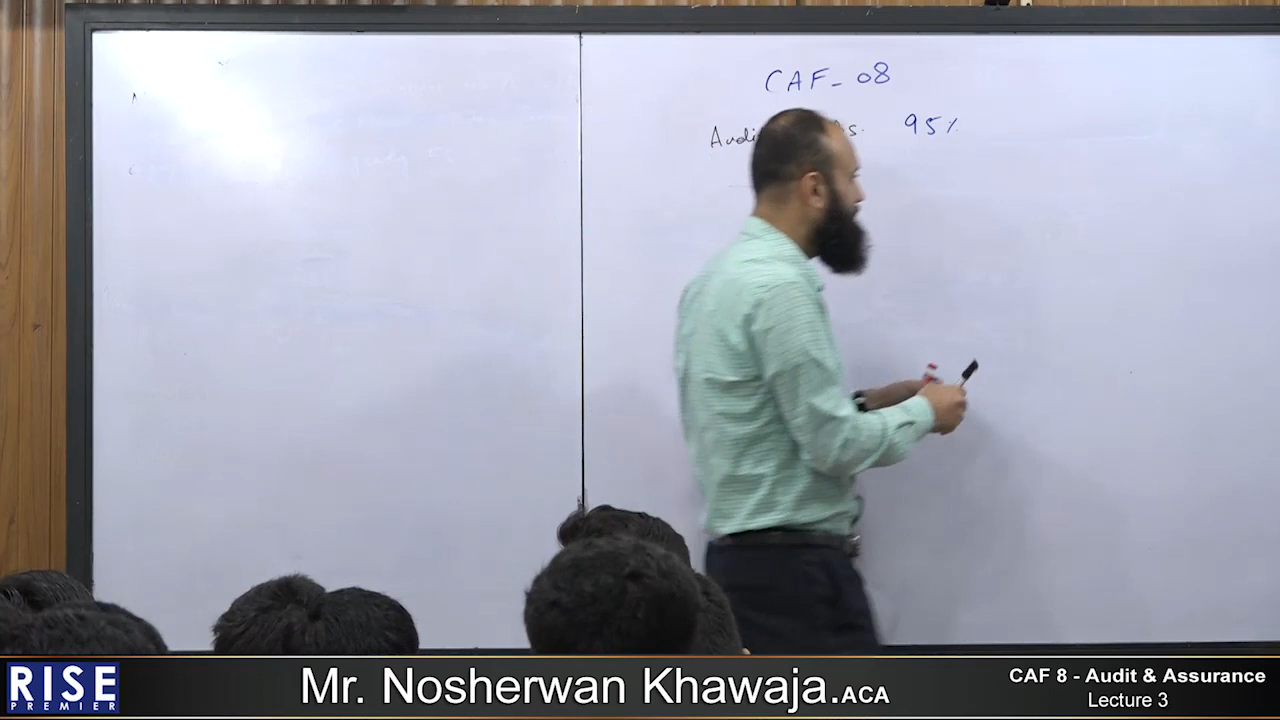 CAF-08
95%
RISE
PREMIER
Mr. Nosherwan Khawaja.ACA
CAF 8 - Audit & Assurance
Lecture 3